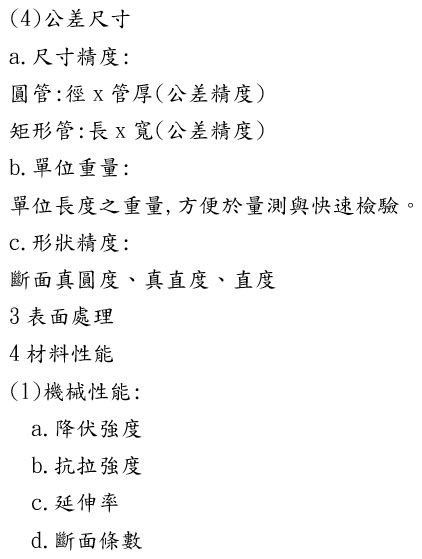 (4)公差尺寸
a.尺寸精度:
圓管:徑 x 管厚(公差精度)
矩形管:長 x 寬(公差精度)
b.單位重量:
單位長度之重量,方便於量測與快速檢驗。
c.形狀精度:
斷面真圓度、真直度、直度
3 表面處理
4 材料性能
(1)機械性能:
a.降伏強度
b.抗拉強度
c.延伸率
d.斷面條數